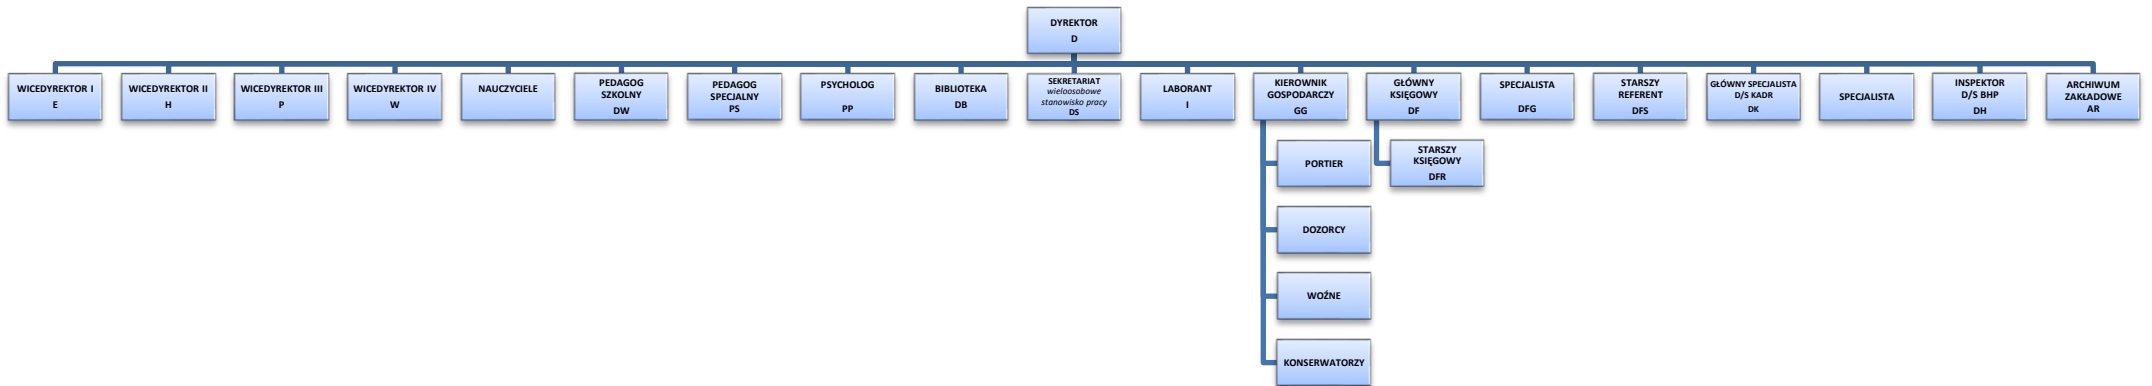 DYREKTOR
D
WICEDYREKTOR I
E
WICEDYREKTOR II
H
WICEDYREKTOR III
P
WICEDYREKTOR IV
W
NAUCZYCIELE
PEDAGOG
SZKOLNY
DW
PEDAGOG
SPECJALNY
PS
PSYCHOLOG
PP
BIBLIOTEKA
DB
SEKRETARIAT
wieloosobowe
stanowisko pracy
DS
LABORANT
I
KIEROWNIK
GOSPODARCZY
GG
GŁÓWNY
KSIĘGOWY
DF
SPECJALISTA
DFG
STARSZY
REFERENT
DFS
GŁÓWNY SPECJALISTA
D/S KADR
DK
SPECJALISTA
INSPEKTOR
D/S BHP
DH
ARCHIWUM
ZAKŁADOWE
AR
PORTIER
DOZORCY
WOŹNE
KONSERWATORZY
STARSZY
KSIĘGOWY
DFR